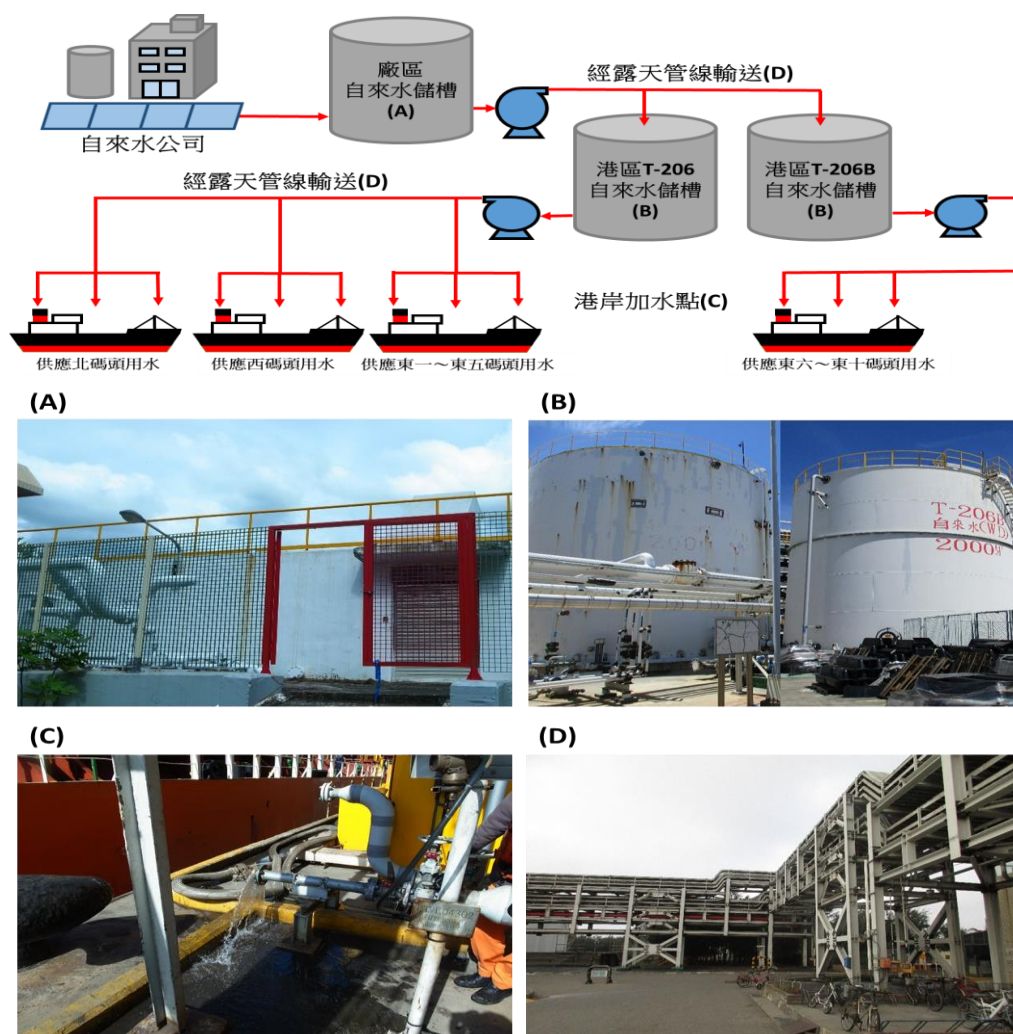 自來水公司
廠區
自來水儲槽
(A)
經露天管線輸送(D)
港區T-206
自來水儲槽
(B)
港區T-206B
自來水儲槽
(B)
經露天管線輸送(D)
港岸加水點(C)
供應北碼頭用水
供應西碼頭用水
供應東一～東五碼頭用水
供應東六～東十碼頭用水
(A)
(B)
T-206B
自來水(W.D)
(C)
(D)